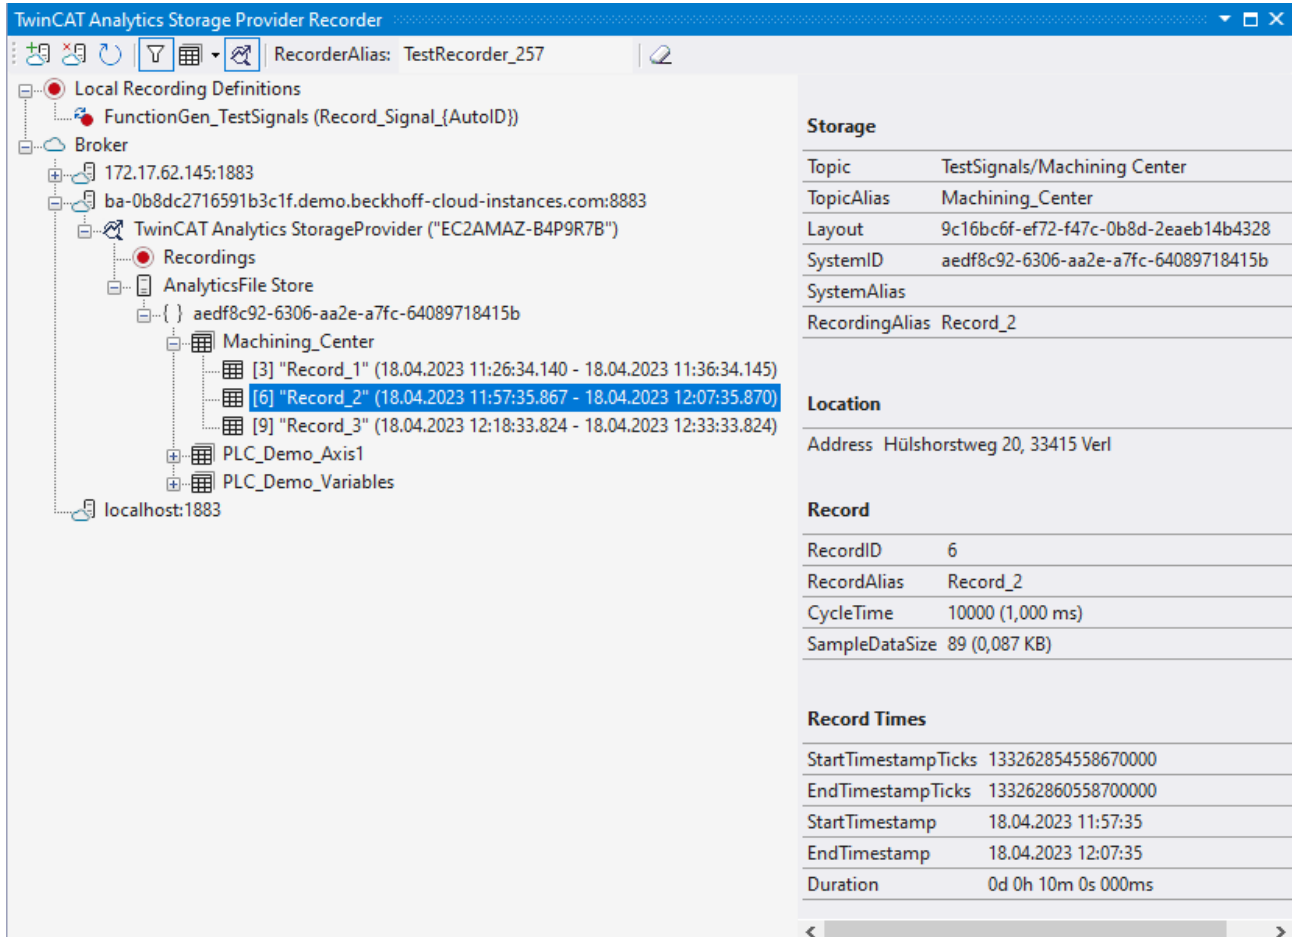 TwinCAT Analytics Storage Provider Recorder
RecorderAlias: TestRecorder_257
Local Recording Definitions
FunctionGen_TestSignals (Record_Signal_{AutoID})
Broker
172.17.62.145:1883
ba-0b8dc2716591b3c1f.demo.beckhoff-cloud-instances.com:8883
TwinCAT Analytics StorageProvider ("EC2AMAZ-B4P9R7B")
Recordings
AnalyticsFile Store
{ } aedf8c92-6306-aa2e-a7fc-64089718415b
Machining_Center
[3] "Record_1" (18.04.2023 11:26:34.140 - 18.04.2023 11:36:34.145)
[6] "Record_2" (18.04.2023 11:57:35.867 - 18.04.2023 12:07:35.870)
[9] "Record_3" (18.04.2023 12:18:33.824 - 18.04.2023 12:33:33.824)
PLC_Demo_Axis1
PLC_Demo_Variables
localhost:1883
Storage
Topic TestSignals/Machining Center
TopicAlias Machining_Center
Layout 9c16bc6f-ef72-f47c-0b8d-2eaeb14b4328
SystemID aedf8c92-6306-aa2e-a7fc-64089718415b
SystemAlias
RecordingAlias Record_2
Location
Address Hülshorstweg 20, 33415 Verl
Record
RecordID 6
RecordAlias Record_2
CycleTime 10000 (1,000 ms)
SampleDataSize 89 (0,087 KB)
Record Times
StartTimestampTicks 133262854558670000
EndTimestampTicks 133262860558700000
StartTimestamp 18.04.2023 11:57:35
EndTimestamp 18.04.2023 12:07:35
Duration 0d 0h 10m 0s 000ms